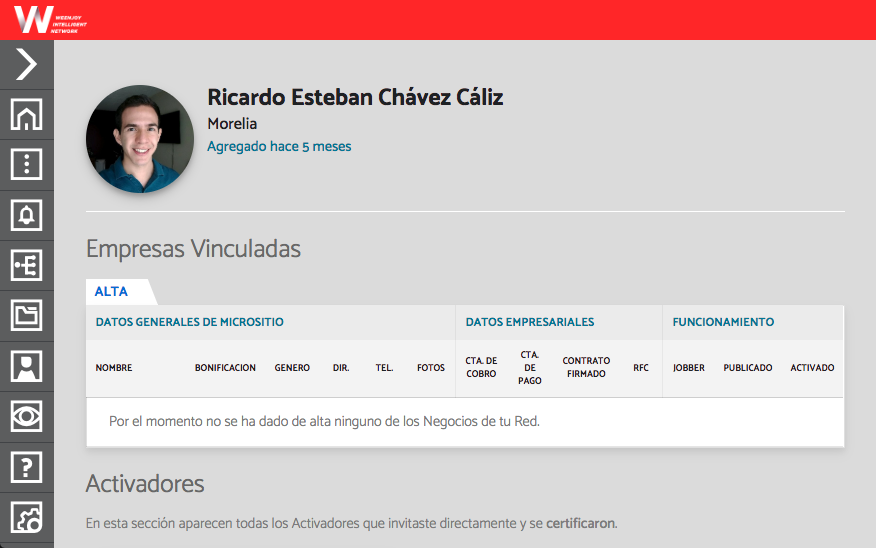 WEENJOY
INTELLIGENT
NETWORK
Ricardo Esteban Chávez Cáliz
Morelia
Agregado hace 5 meses
Empresas Vinculadas
ALTA
DATOS GENERALES DE MICROSITIO DATOS EMPRESARIALES FUNCIONAMIENTO
NOMBRE BONIFICACION GENERO DIR. TEL. FOTOS CTA. DE COBRO CTA. DE PAGO CONTRATO FIRMADO RFC JOBBER PUBLICADO ACTIVADO
Por el momento no se ha dado de alta ninguno de los Negocios de tu Red.
Activadores
En esta sección aparecen todas los Activadores que invitaste directamente y se certificaron.